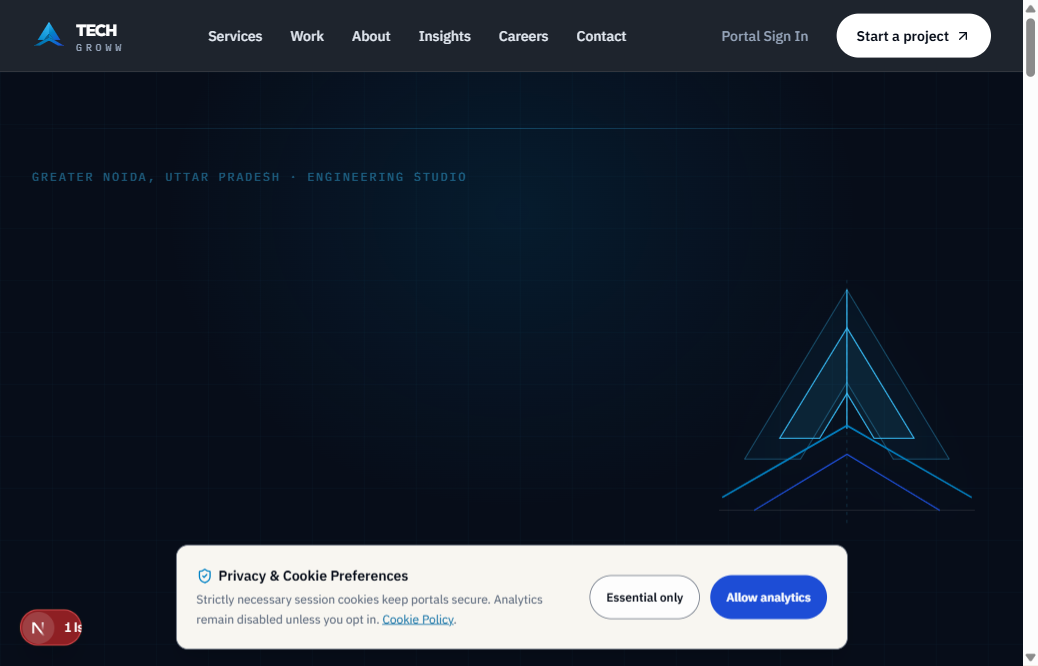 TECH
GROWW
Services Work About Insights Careers Contact Portal Sign In Start a project
GREATER NOIDA, UTTAR PRADESH · ENGINEERING STUDIO
Privacy & Cookie Preferences
Strictly necessary session cookies keep portals secure. Analytics
remain disabled unless you opt in. Cookie Policy.
Essential only Allow analytics
N 1